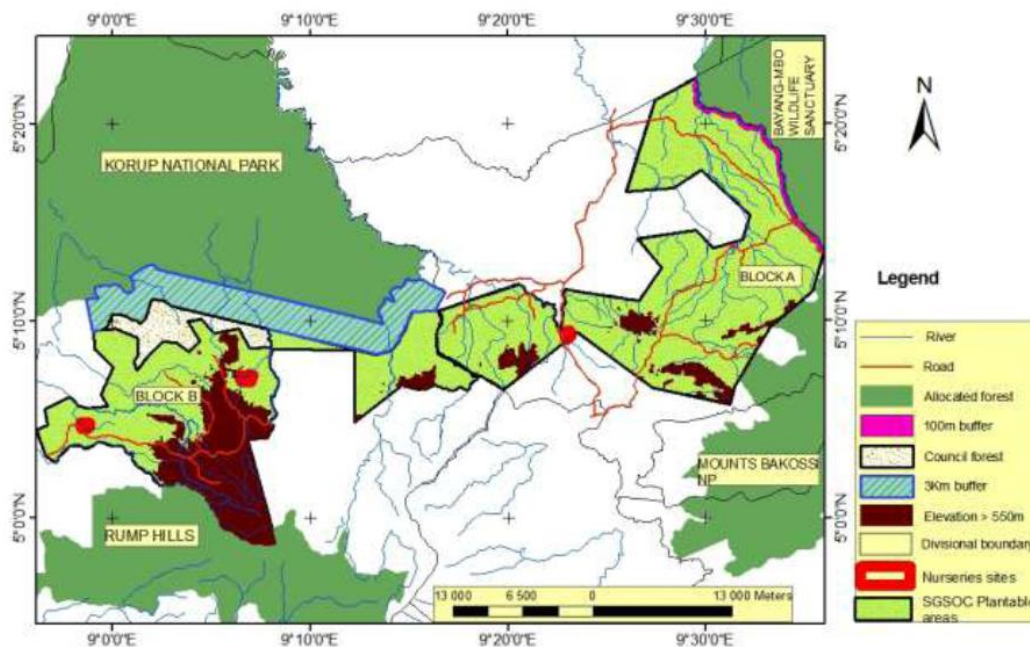 9°0'0"E 9°10'0"E 9°20'0"E 9°30'0"E
BAYANG-MBO
WILDLIFE
SANCTUARY
N
5°20'0"N 5°20'0"N
KORUP NATIONAL PARK
BLOCK A
Legend
5°10'0"N 5°10'0"N
River
Road
BLOCK B
Allocated forest
100m buffer
Council forest
MOUNTS BAKOSSI
NP
3Km buffer
5°0'0"N 5°0'0"N
RUMP HILLS
Elevation > 550m
Divisional boundary
Nurseries sites
13 000 6 500 0 13 000 Meters
SGSOC Plantable
areas
9°0'0"E 9°10'0"E 9°20'0"E 9°30'0"E